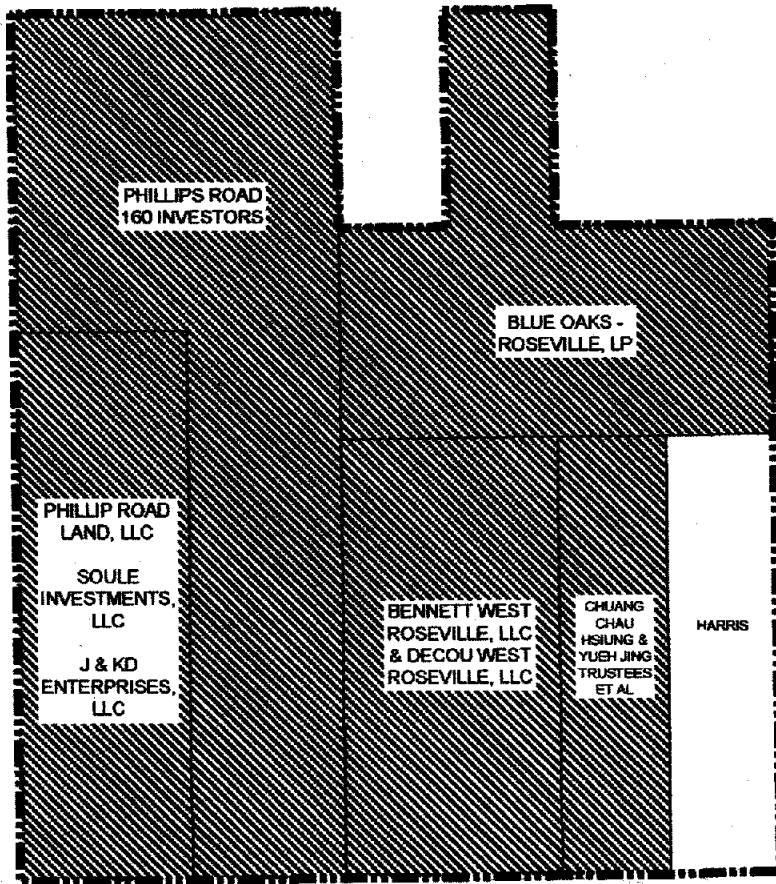 PHILLIPS ROAD
160 INVESTORS
BLUE OAKS -
ROSEVILLE, LP
PHILLIP ROAD
LAND, LLC
SOULE
INVESTMENTS,
LLC
J & KD
ENTERPRISES,
LLC
BENNETT WEST
ROSEVILLE, LLC
& DECOU WEST
ROSEVILLE, LLC
CHUANG
CHAU
HSIUNG &
YUEH JING
TRUSTEES
ET AL
HARRIS